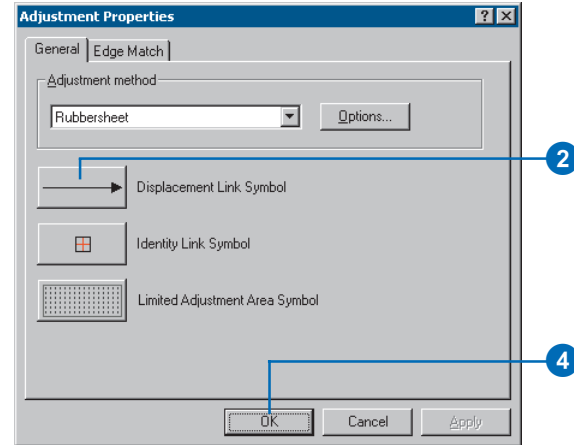 Adjustment Properties
General Edge Match
Adjustment method
Rubbersheet Options...
2
Displacement Link Symbol
Identity Link Symbol
Limited Adjustment Area Symbol
4
OK Cancel Apply